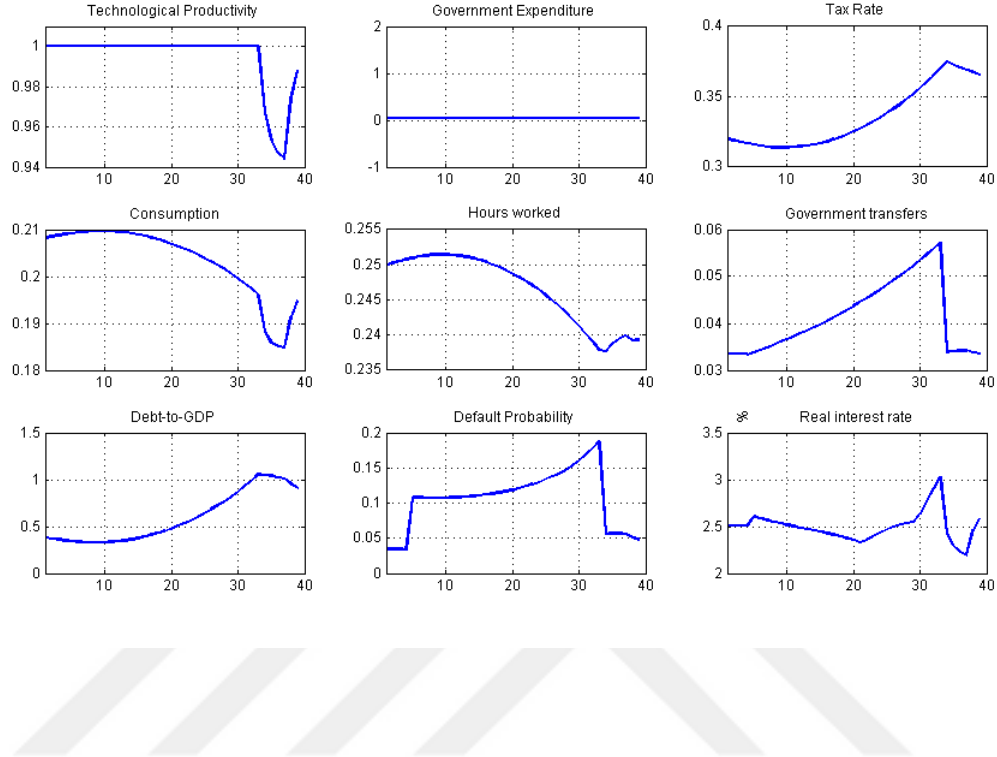 Technological Productivity
1
0.98
0.96
0.94
10 20 30 40
Government Expenditure
2
1
0
-1
10 20 30 40
Tax Rate
0.4
0.35
0.3
10 20 30 40
Consumption
0.21
0.2
0.19
0.18
10 20 30 40
Hours worked
0.255
0.25
0.245
0.24
0.235
10 20 30 40
Government transfers
0.06
0.05
0.04
0.03
10 20 30 40
Debt-to-GDP
1.5
1
0.5
0
10 20 30 40
Default Probability
0.2
0.15
0.1
0.05
0
10 20 30 40
% Real interest rate
3.5
3
2.5
2
10 20 30 40